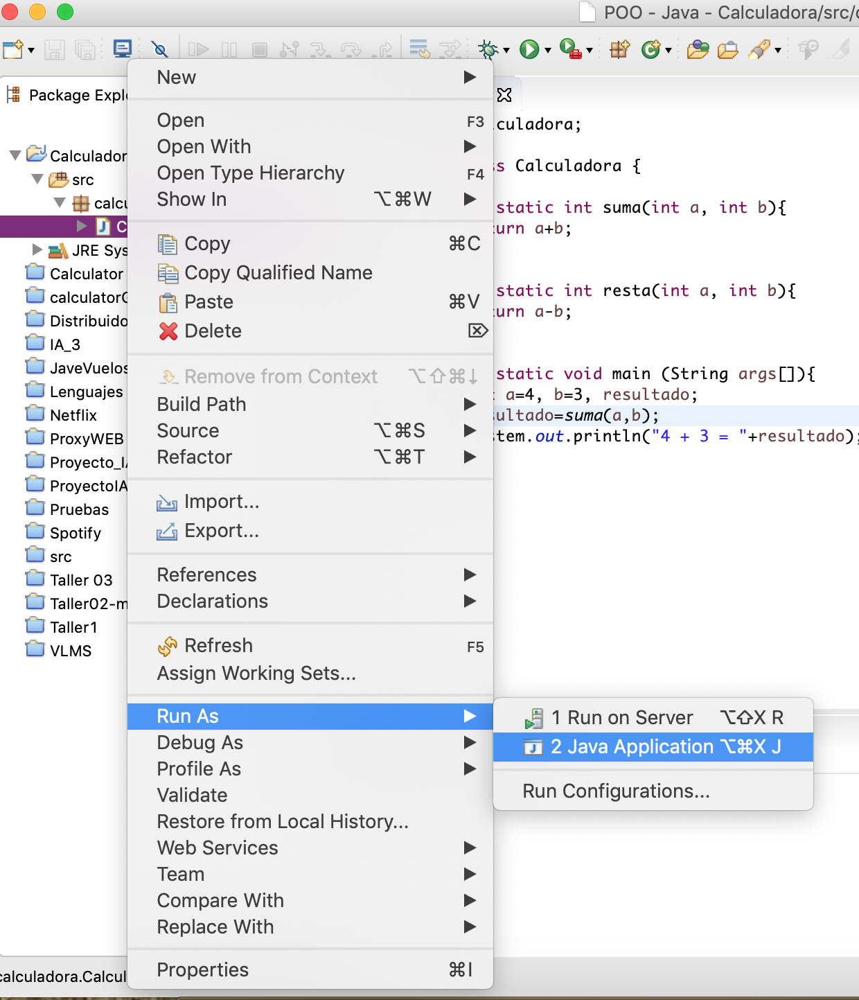 POO - Java - Calculadora/src/
Package Expl
culadora;
Calculador
s Calculadora {
src
calcu
static int suma(int a, int b){
C
urn a+b;
JRE Sys
Calculator
calculatorG
static int resta(int a, int b){
Distribuido
urn a-b;
IA_3
JaveVuelos
static void main (String args[]){
Lenguajes
a=4, b=3, resultado;
Netflix
sultado=suma(a,b);
ProxyWEB
stem.out.println("4 + 3 = "+resultado);
Proyecto_IA
ProyectoIA
Pruebas
Spotify
src
Taller 03
Taller02-m
Taller1
VLMS
New
Open F3
Open With
Open Type Hierarchy F4
Show In ⌥⌘W
Copy ⌘C
Copy Qualified Name
Paste ⌘V
Delete ⌦
Remove from Context ⌥⇧⌘↓
Build Path
Source ⌥⌘S
Refactor ⌥⌘T
Import...
Export...
References
Declarations
Refresh F5
Assign Working Sets...
Run As
1 Run on Server ⌥⇧X R
2 Java Application ⌥⌘X J
Run Configurations...
Debug As
Profile As
Validate
Restore from Local History...
Web Services
Team
Compare With
Replace With
Properties ⌘I
calculadora.Calcul